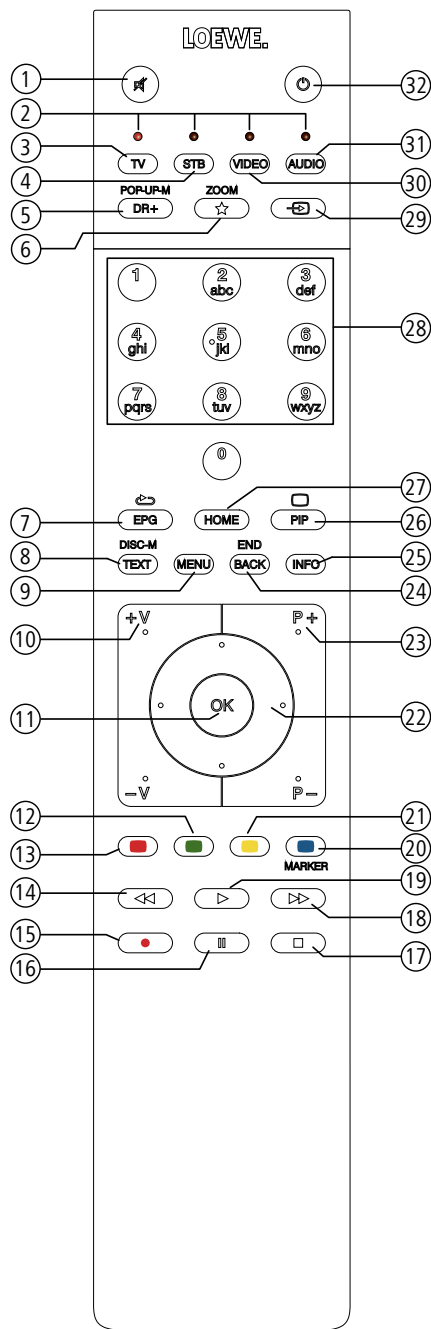 LOEWE.
1 32
2
3 TV STB VIDEO AUDIO 31
4 30
POP-UP-M ZOOM
5 DR+ 29
6
1 2 3
abc def
28
4 5 6
ghi jkl mno
7 8 9
pqrs tuv wxyz
0
27
7 EPG HOME PIP 26
DISC-M END
8 TEXT MENU BACK INFO 25
9 24
10 +V P+ 23
11 OK 22
-V P-
12 21
13 20
MARKER
14 19
18
15
16 17